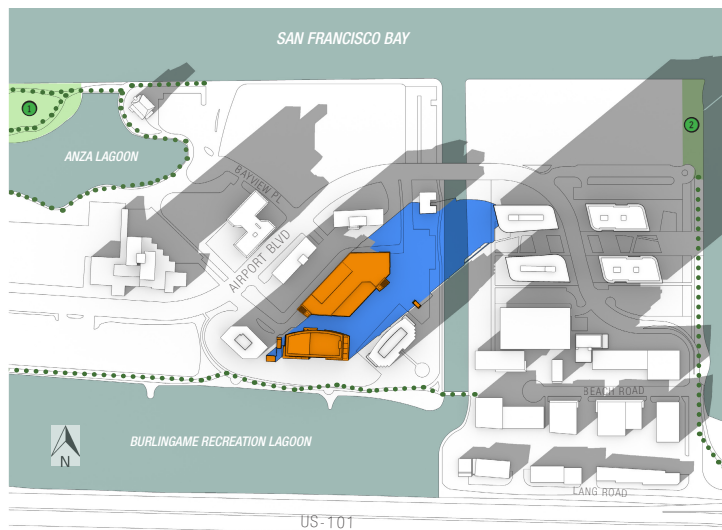 SAN FRANCISCO BAY
1
2
ANZA LAGOON
BAYVIEW PL
AIRPORT BLVD
BEACH ROAD
BURLINGAME RECREATION LAGOON
N
LANG ROAD
US-101